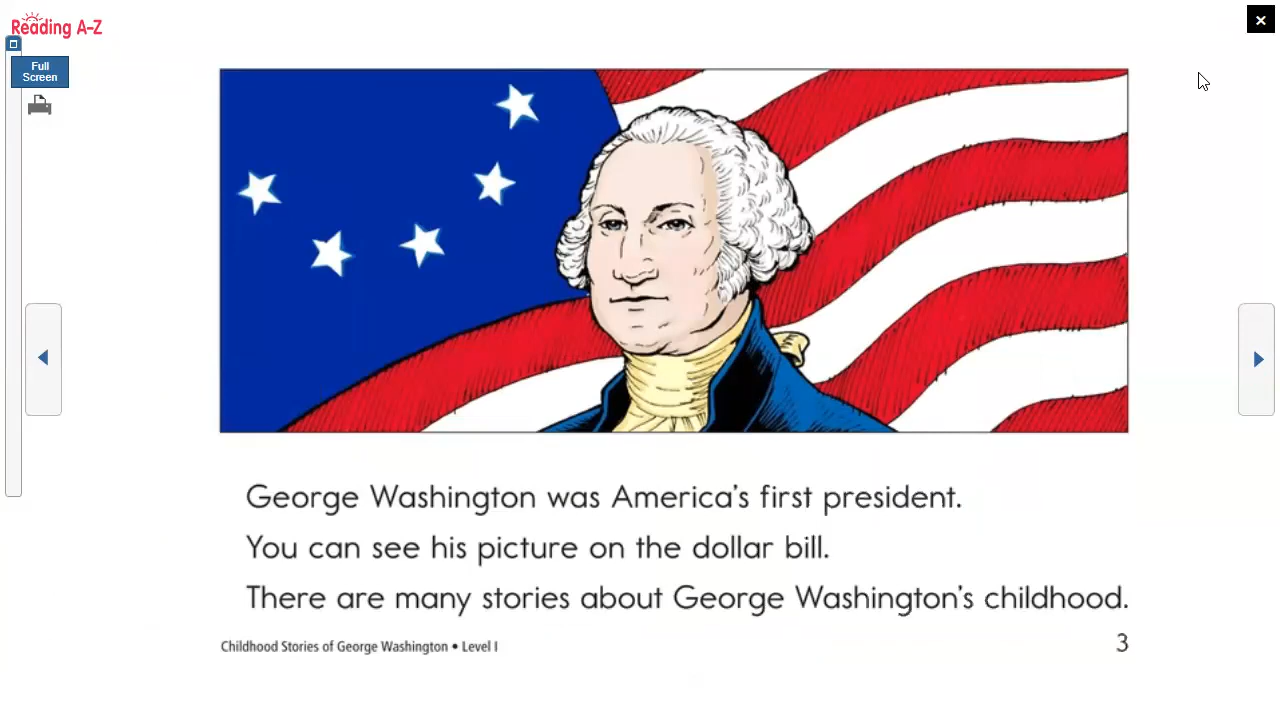 Reading A-Z
Full
Screen
George Washington was America's first president.
You can see his picture on the dollar bill.
There are many stories about George Washington's childhood.
Childhood Stories of George Washington • Level I
3